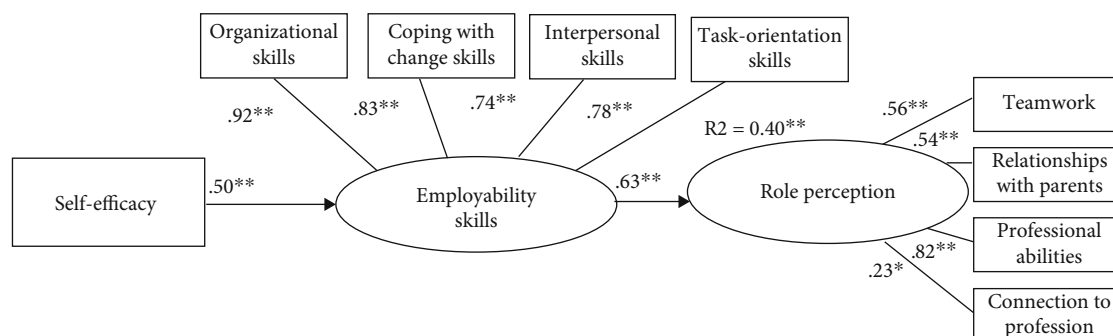 Organizational
skills
Coping with
change skills
Interpersonal
skills
Task-orientation
skills
.92**
.83**
.74**
.78**
R2 = 0.40**
.56**
Teamwork
.54**
Relationships
with parents
Self-efficacy
.50**
Employability
skills
.63**
Role perception
.82**
Professional
abilities
.23*
Connection to
profession